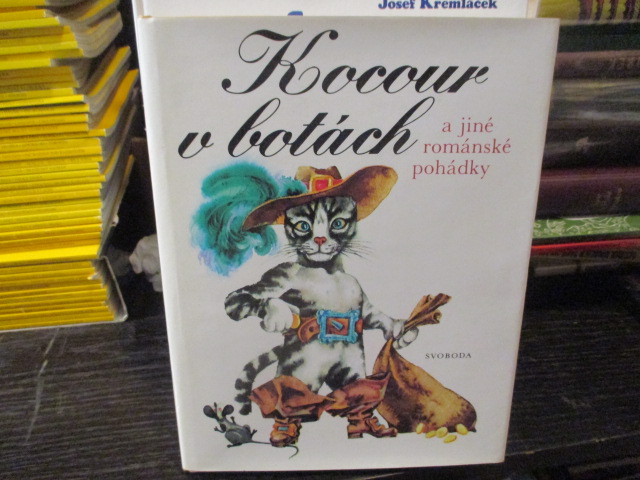 Josef Kremláček
Kocour
v botách
a jiné
románské
pohádky
SVOBODA